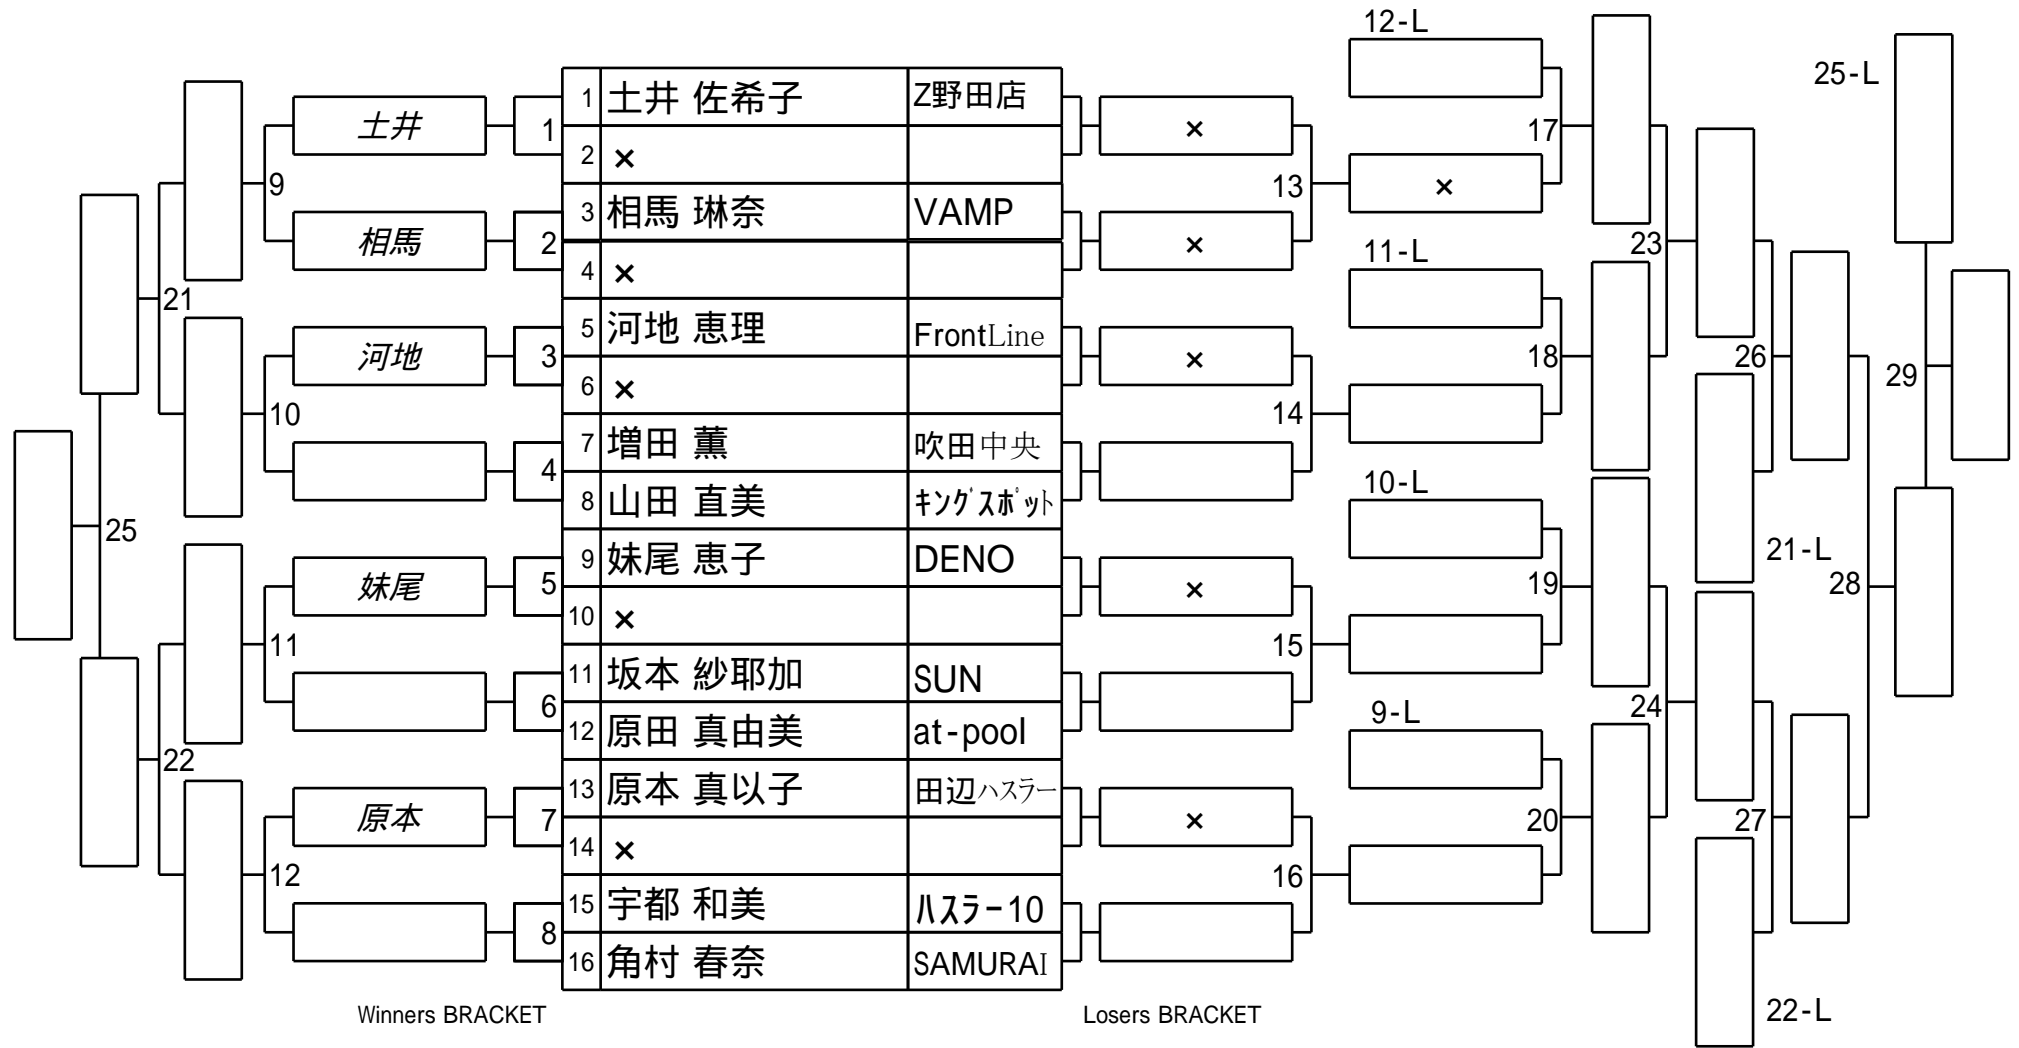 12-L
25-L
1 土井 佐希子 Z野田店
土井 1 × 17
2 ×
9 13 ×
3 相馬 琳奈 VAMP
相馬 2 × 11-L 23
4 ×
21
5 河地 恵理 FrontLine
河地 3 × 18 26 29
6 ×
10 14
7 増田 薫 吹田中央
4 10-L
8 山田 直美 キングスポット
25
9 妹尾 恵子 DENO 21-L
妹尾 5 × 19 28
10 ×
11 15
11 坂本 紗耶加 SUN
6 9-L 24
12 原田 真由美 at-pool
22
13 原本 真以子 田辺ハスラー
原本 7 × 20 27
14 ×
12 16
15 宇都 和美 ハスラー10
8
16 角村 春奈 SAMURAI
Winners BRACKET Losers BRACKET 22-L